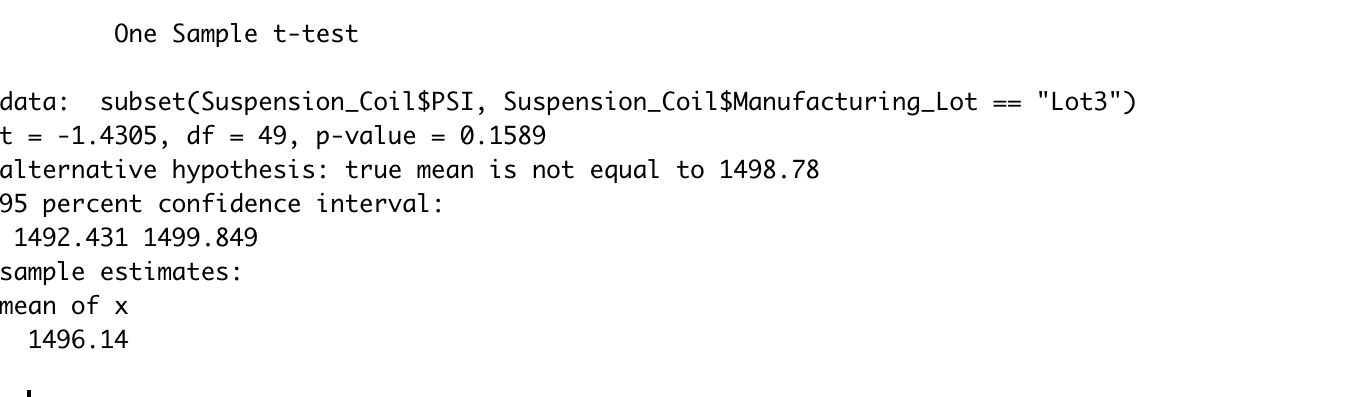 One Sample t-test
data:  subset(Suspension_Coil$PSI, Suspension_Coil$Manufacturing_Lot == "Lot3")
t = -1.4305, df = 49, p-value = 0.1589
alternative hypothesis: true mean is not equal to 1498.78
95 percent confidence interval:
1492.431 1499.849
sample estimates:
mean of x
1496.14